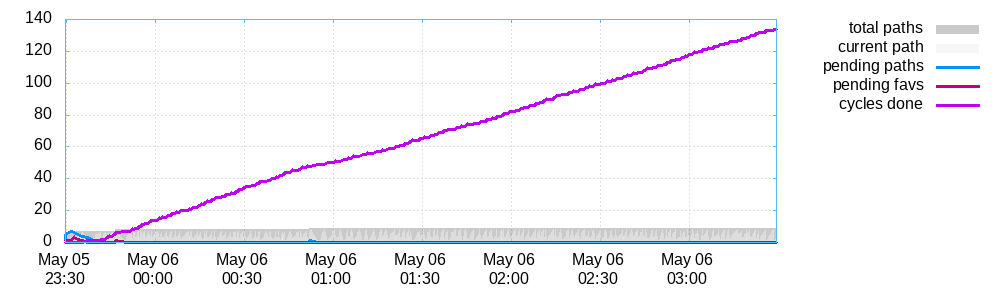 140
120
100
80
60
40
20
0
May 05
23:30
May 06
00:00
May 06
00:30
May 06
01:00
May 06
01:30
May 06
02:00
May 06
02:30
May 06
03:00
total paths
current path
pending paths
pending favs
cycles done